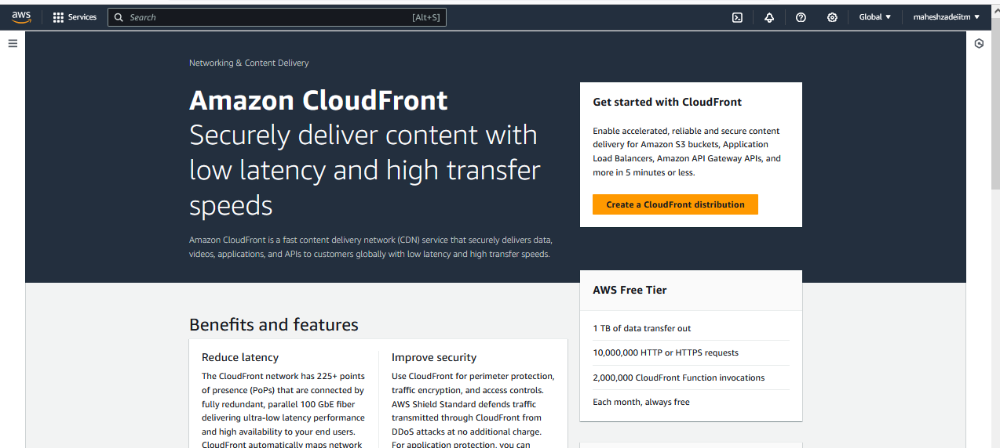 aws
Services
Search
[Alt+S]
Global ▼
maheshzadeiitm ▼
Networking & Content Delivery
Amazon CloudFront
Securely deliver content with
low latency and high transfer
speeds
Amazon CloudFront is a fast content delivery network (CDN) service that securely delivers data,
videos, applications, and APIs to customers globally with low latency and high transfer speeds.
Get started with CloudFront
Enable accelerated, reliable and secure content
delivery for Amazon S3 buckets, Application
Load Balancers, Amazon API Gateway APIs, and
more in 5 minutes or less.
Create a CloudFront distribution
AWS Free Tier
1 TB of data transfer out
10,000,000 HTTP or HTTPS requests
2,000,000 CloudFront Function invocations
Each month, always free
Benefits and features
Reduce latency
The CloudFront network has 225+ points
of presence (PoPs) that are connected by
fully redundant, parallel 100 GbE fiber
delivering ultra-low latency performance
and high availability to your end users.
CloudFront automatically maps network
Improve security
Use CloudFront for perimeter protection,
traffic encryption, and access controls.
AWS Shield Standard defends traffic
transmitted through CloudFront from
DDoS attacks at no additional charge.
For application protection, you can